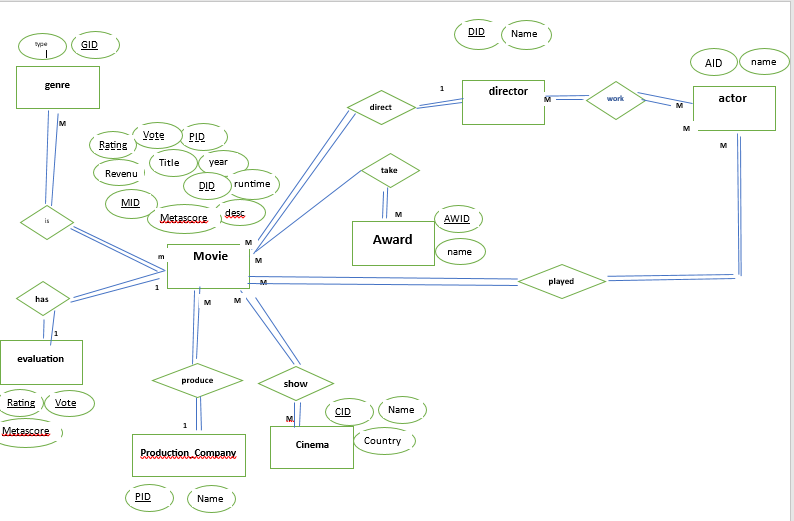 type
GID
genre
M
DID
Name
director
1
direct
M
work
M
AID
name
actor
M
M
Rating
Vote
PID
Revenu
Title
year
MID
DID
runtime
Metascore
desc
is
take
M
Award
AWID
name
M
M
m
Movie
1
M
played
has
1
evaluation
Rating
Vote
Metascore
M
M
produce
show
1
M
Production_Company
PID
Name
Cinema
CID
Name
Country